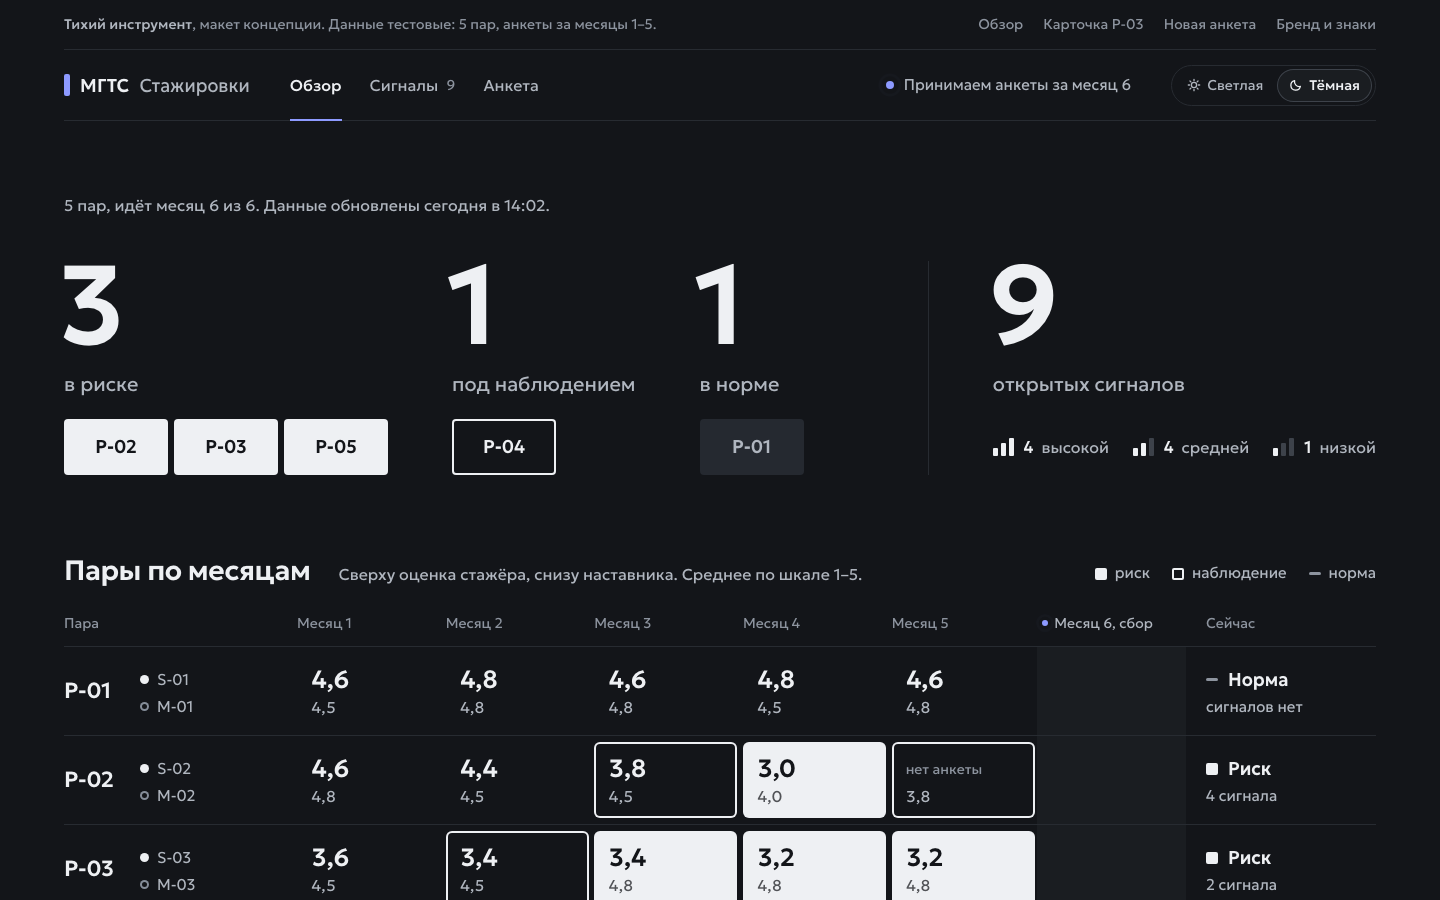 Тихий инструмент, макет концепции. Данные тестовые: 5 пар, анкеты за месяцы 1–5.
Обзор Карточка P-03 Новая анкета Бренд и знаки
МГТС Стажировки Обзор Сигналы 9 Анкета
Принимаем анкеты за месяц 6 Светлая Тёмная
5 пар, идёт месяц 6 из 6. Данные обновлены сегодня в 14:02.
3 1 1 9
в риске под наблюдением в норме открытых сигналов
P-02 P-03 P-05 P-04 P-01
4 высокой 4 средней 1 низкой
Пары по месяцам Сверху оценка стажёра, снизу наставника. Среднее по шкале 1–5.
риск наблюдение норма
Пара Месяц 1 Месяц 2 Месяц 3 Месяц 4 Месяц 5 Месяц 6, сбор Сейчас
P-01 S-01 4,6 4,8 4,6 4,8 4,6 Норма
M-01 4,5 4,8 4,8 4,5 4,8 сигналов нет
P-02 S-02 4,6 4,4 3,8 3,0 нет анкеты Риск
M-02 4,8 4,5 4,5 4,0 3,8 4 сигнала
P-03 S-03 3,6 3,4 3,4 3,2 3,2 Риск
M-03 4,5 4,5 4,8 4,8 4,8 2 сигнала